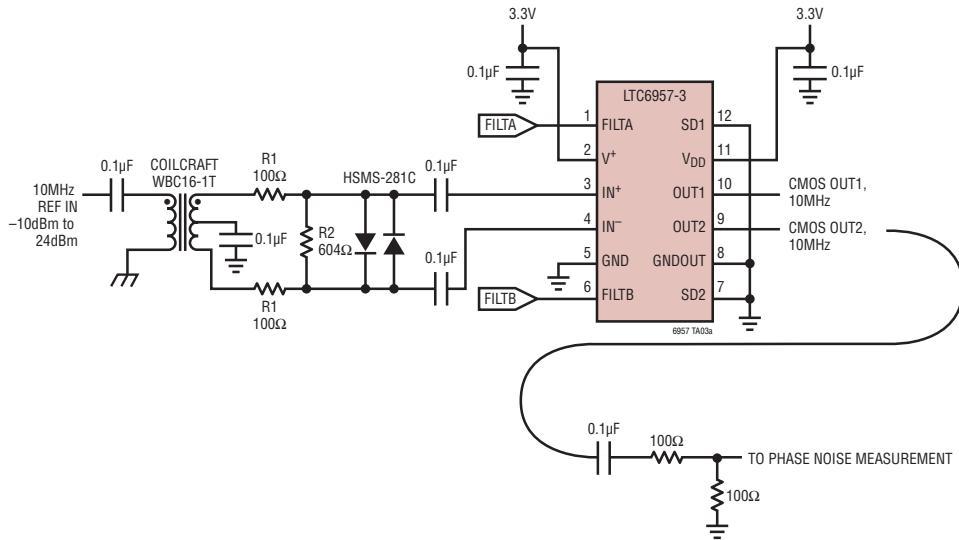 3.3V
3.3V
0.1µF
0.1µF
LTC6957-3
FILTA
1
FILTA
SD1
12
2
V+
VDD
11
0.1µF
COILCRAFT
WBC16-1T
R1
100Ω
HSMS-281C
0.1µF
10MHz
REF IN
–10dBm to
24dBm
3
IN+
OUT1
10
CMOS OUT1,
10MHz
4
IN–
OUT2
9
CMOS OUT2,
10MHz
0.1µF
R2
604Ω
0.1µF
5
GND
GNDOUT
8
R1
100Ω
FILTB
6
FILTB
SD2
7
6957 TA03a
0.1µF
100Ω
TO PHASE NOISE MEASUREMENT
100Ω